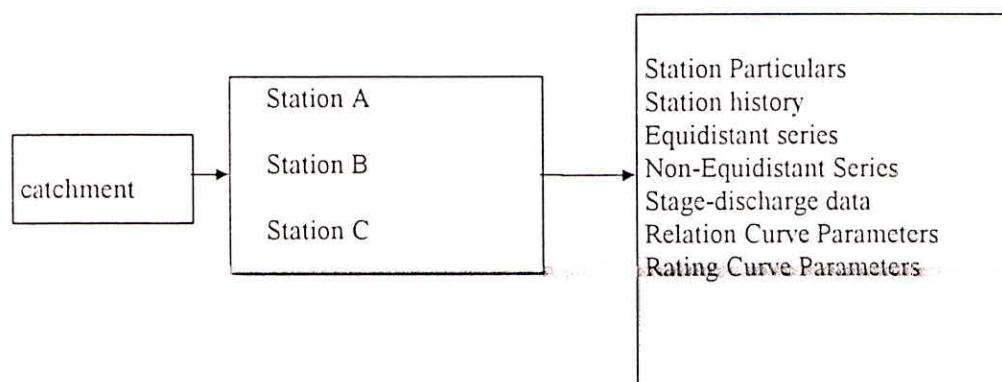 catchment
Station A
Station B
Station C
Station Particulars
Station history
Equidistant series
Non-Equidistant Series
Stage-discharge data
Relation Curve Parameters
Rating Curve Parameters